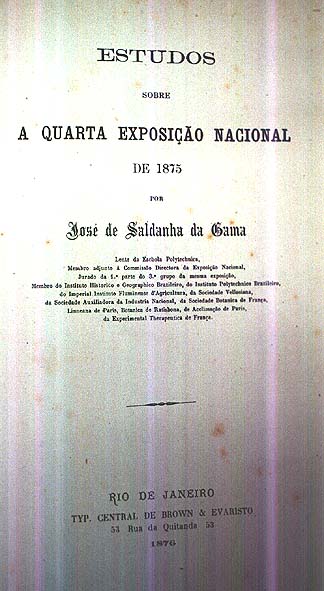 ESTUDOS
SOBRE
A QUARTA EXPOSIÇÃO NACIONAL
DE 1875
POR
José de Saldanha da Gama
Lente da Eschola Polytechnica,
Membro adjunto á Commissão Directora da Exposição Nacional,
Jurado da 1.ª parte do 3.º grupo da mesma exposição,
Membro do Instituto Historico e Geographico Brazileiro, do Instituto Polytechnico Brazileiro,
do Imperial Instituto Fluminense d'Agricultura, da Sociedade Vellosiana,
da Sociedade Auxiliadora da Industria Nacional, da Sociedade Botanica de França,
Linneana de Paris, Botanica de Ratisbona, de Acclimação de Paris,
da Experimental Therapeutica de França.
RIO DE JANEIRO
TYP. CENTRAL DE BROWN & EVARISTO
53 Rua da Quitanda 53
1876